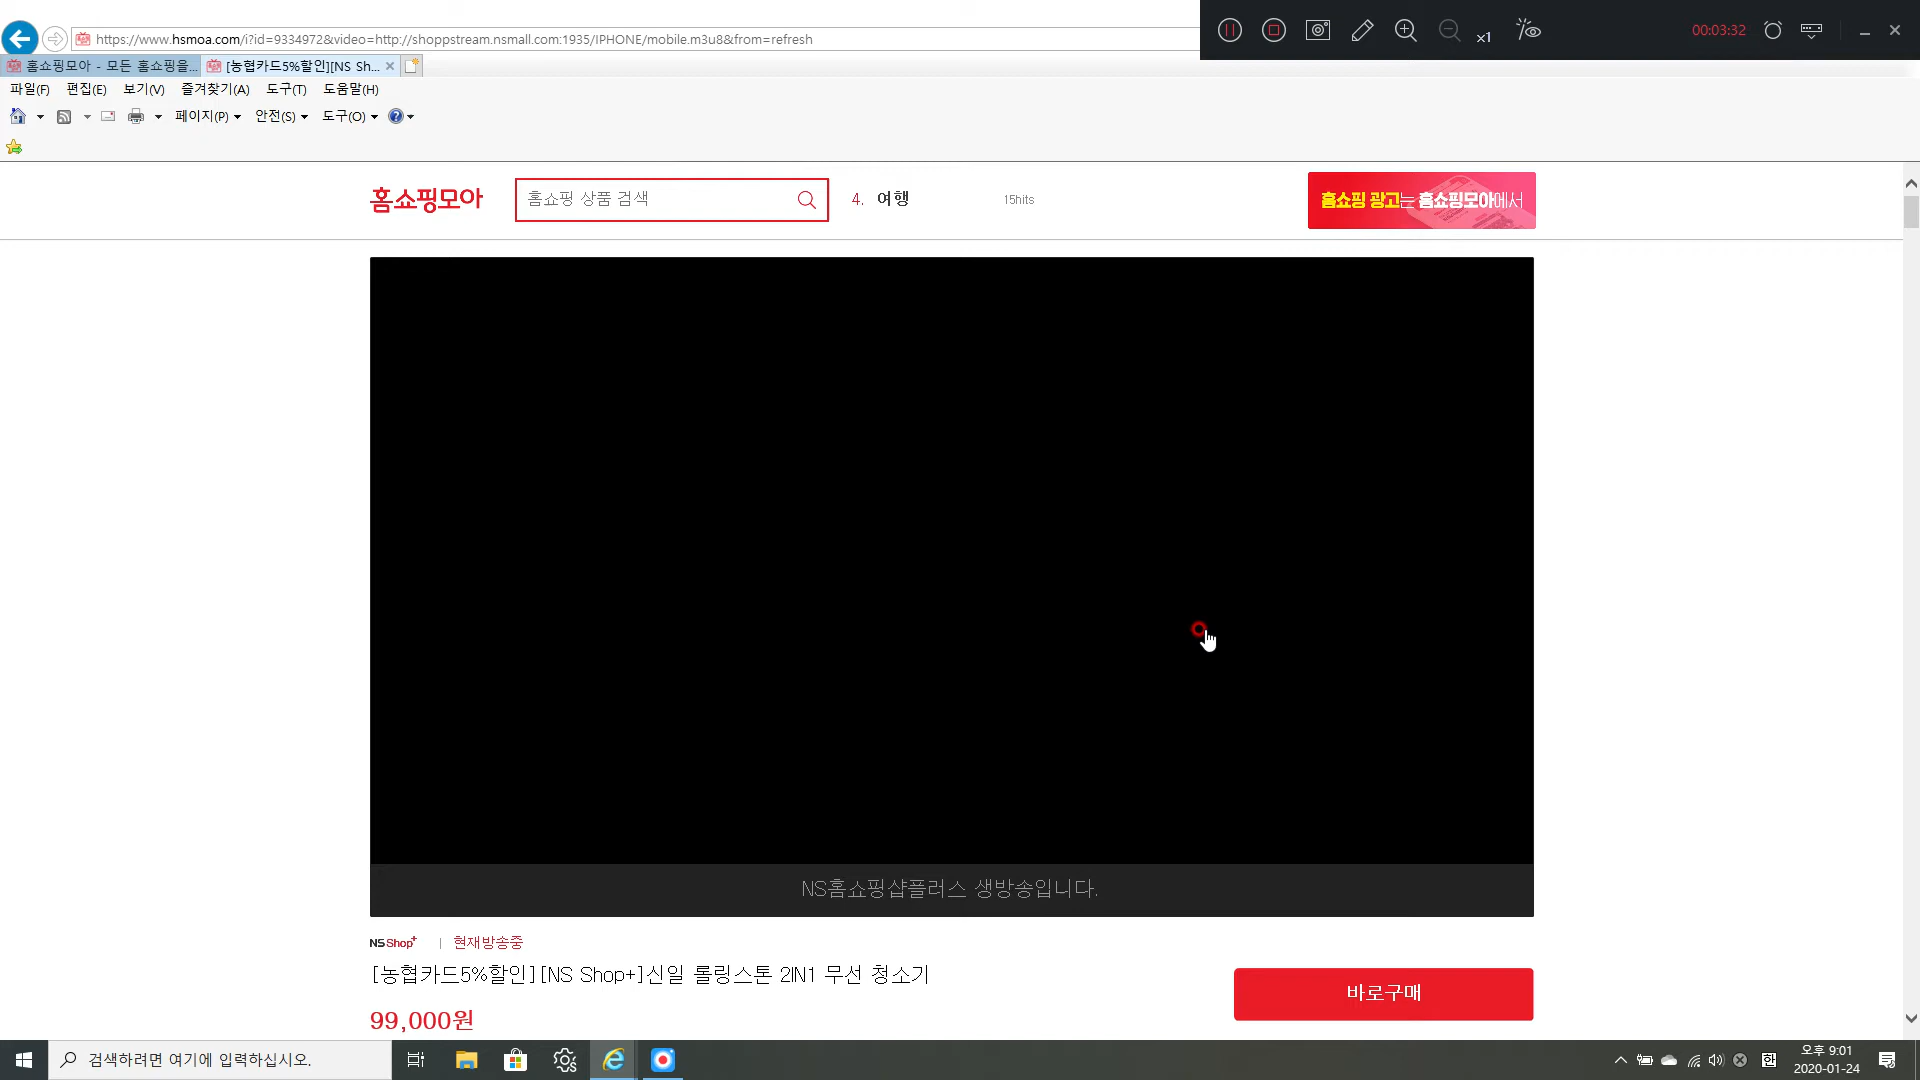 https://www.hsmoa.com/i?id=9334972&video=http://shoppstream.nsmall.com:1935/IPHONE/mobile.m3u8&from=refresh
x1
00:03:32
홈쇼핑모아 - 모든 홈쇼핑을...
[농협카드5%할인][NS Sh...
파일(F) 편집(E) 보기(V) 즐겨찾기(A) 도구(T) 도움말(H)
페이지(P) 안전(S) 도구(O)
홈쇼핑모아
홈쇼핑 상품 검색
4. 여행
15hits
홈쇼핑 광고는 홈쇼핑모아에서
NS홈쇼핑샵플러스 생방송입니다.
NS Shop+ | 현재방송중
[농협카드5%할인][NS Shop+]신일 롤링스톤 2IN1 무선 청소기
바로구매
99,000원
검색하려면 여기에 입력하십시오.
한
오후 9:01
2020-01-24